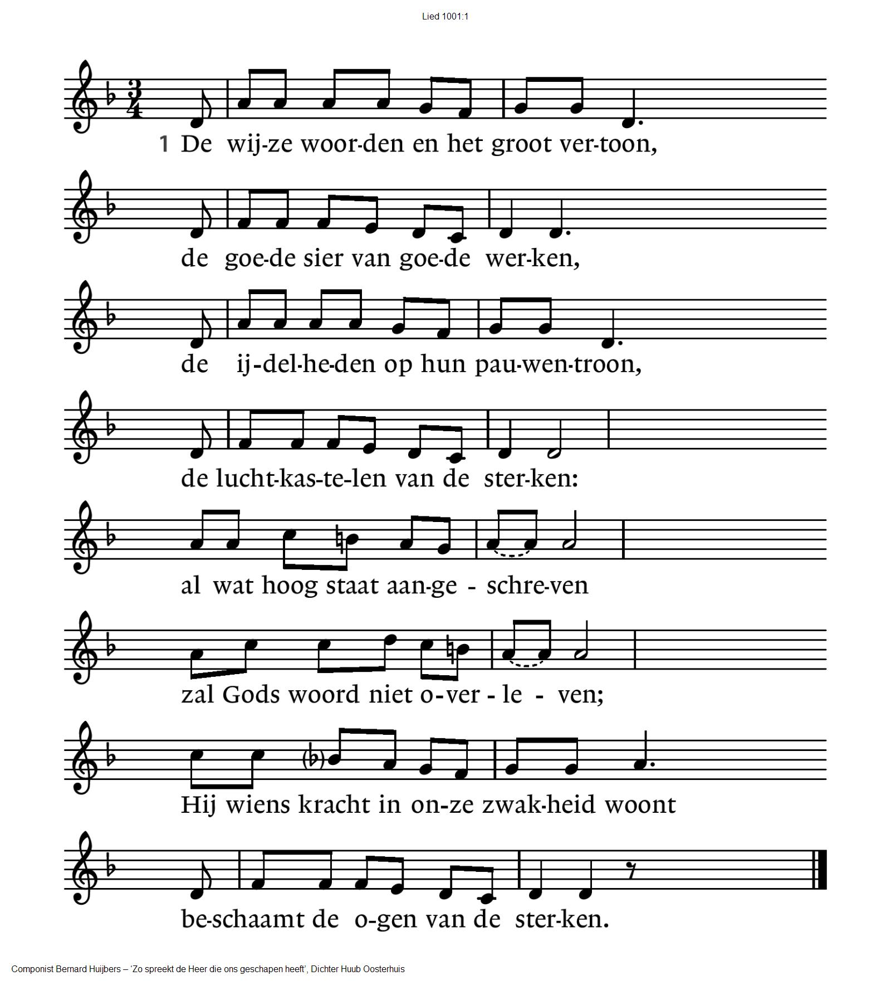 Lied 1001:1
3
4
1 De wij-ze woor-den en het groot ver-toon,
de goe-de sier van goe-de wer-ken,
de ij-del-he-den op hun pau-wen-troon,
de lucht-kas-te-len van de ster-ken:
al wat hoog staat aan-ge - schre-ven
zal Gods woord niet o-ver - le - ven;
Hij wiens kracht in on-ze zwak-heid woont
be-schaamt de o-gen van de ster-ken.
Componist Bernard Huijbers – ‘Zo spreekt de Heer die ons geschapen heeft’, Dichter Huub Oosterhuis